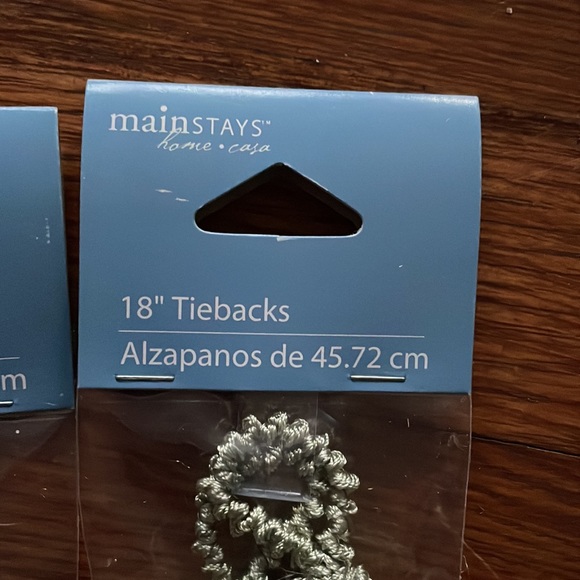 mainSTAYS™
home • casa
18" Tiebacks
Alzapanos de 45.72 cm
m